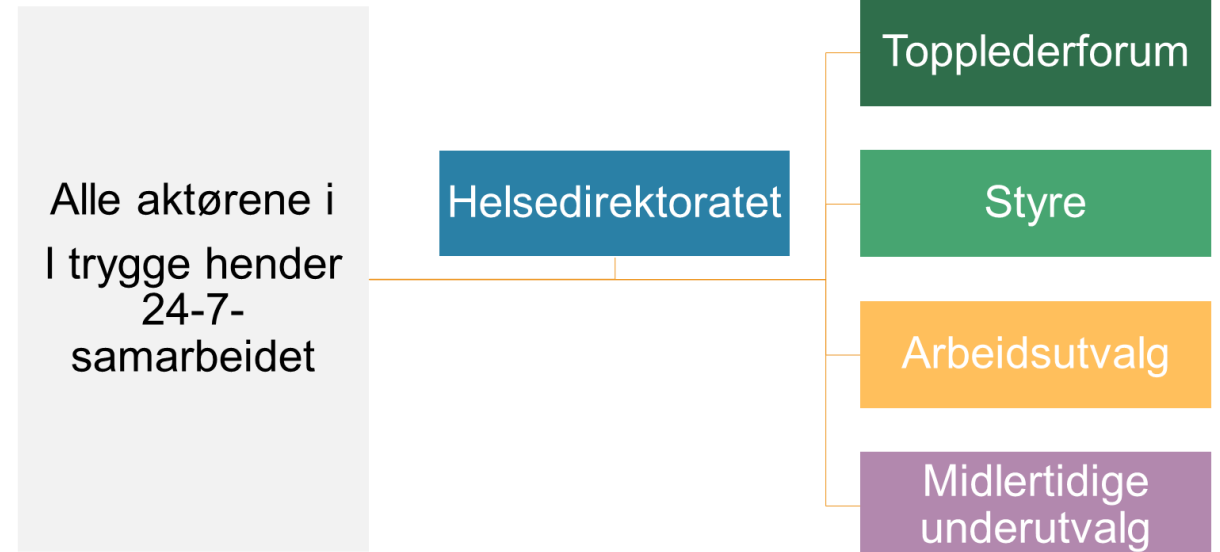 Alle aktørene i
I trygge hender
24-7-
samarbeidet
Helsedirektoratet
Topplederforum
Styre
Arbeidsutvalg
Midlertidige
underutvalg